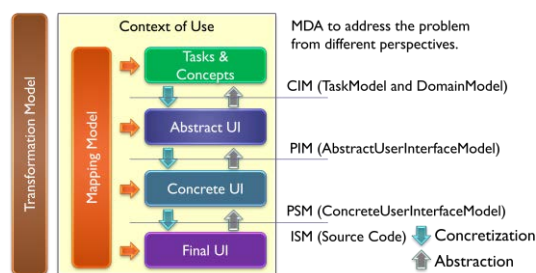 Context of Use
MDA to address the problem
from different perspectives.
Transformation Model
Mapping Model
Tasks &
Concepts
CIM (TaskModel and DomainModel)
Abstract UI
PIM (AbstractUserInterfaceModel)
Concrete UI
PSM (ConcreteUserInterfaceModel)
ISM (Source Code)
Concretization
Final UI
Abstraction